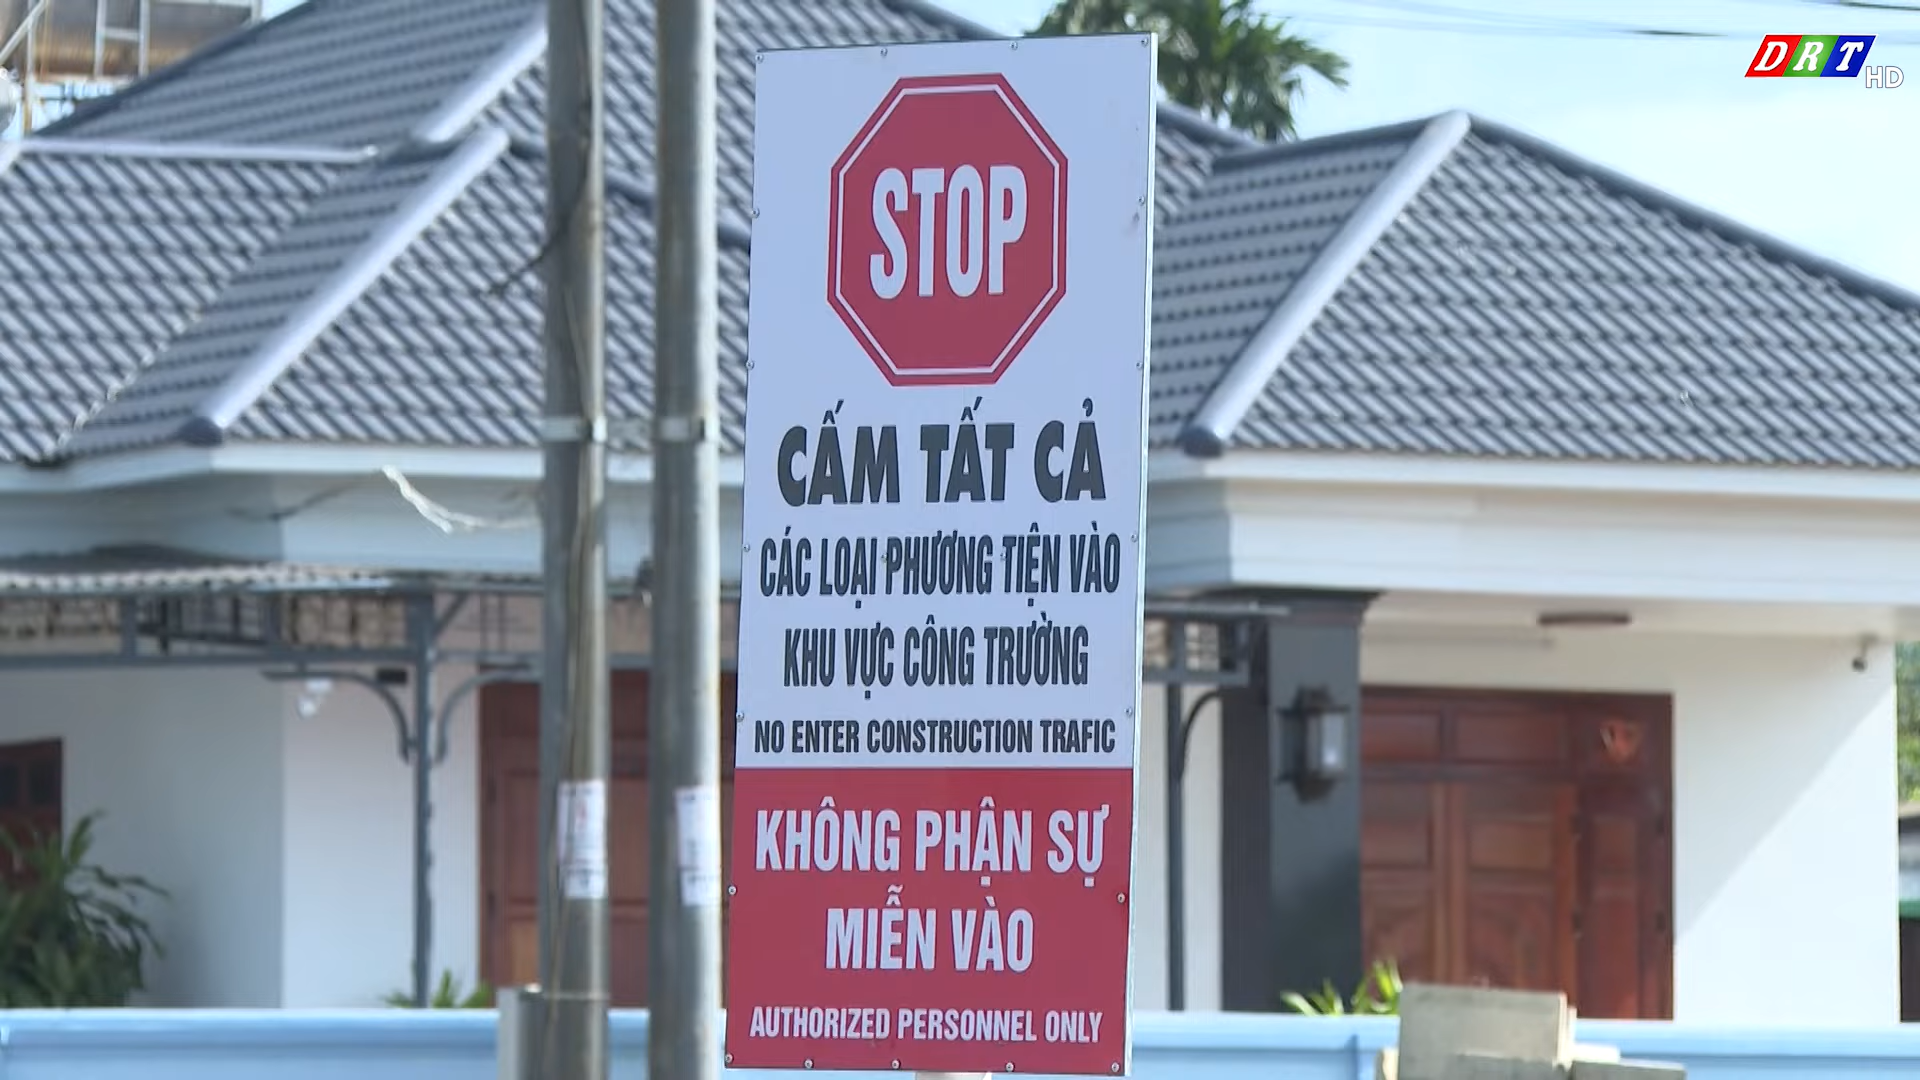 DRT HD
STOP
CẤM TẤT CẢ
CÁC LOẠI PHƯƠNG TIỆN VÀO
KHU VỰC CÔNG TRƯỜNG
NO ENTER CONSTRUCTION TRAFIC
KHÔNG PHẬN SỰ
MIỄN VÀO
AUTHORIZED PERSONNEL ONLY